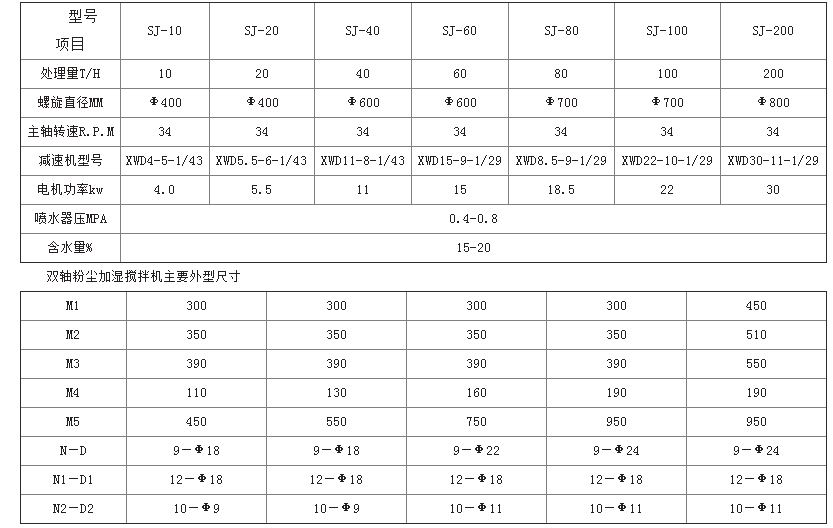 型号
项目 SJ-10 SJ-20 SJ-40 SJ-60 SJ-80 SJ-100 SJ-200
处理量T/H 10 20 40 60 80 100 200
螺旋直径MM Φ400 Φ400 Φ600 Φ600 Φ700 Φ700 Φ800
主轴转速R.P.M 34 34 34 34 34 34 34
减速机型号 XWD4-5-1/43 XWD5.5-6-1/43 XWD11-8-1/43 XWD15-9-1/29 XWD8.5-9-1/29 XWD22-10-1/29 XWD30-11-1/29
电机功率kw 4.0 5.5 11 15 18.5 22 30
喷水器压MPA 0.4-0.8
含水量% 15-20
双轴粉尘加湿搅拌机主要外型尺寸
M1 300 300 300 300 450
M2 350 350 350 350 510
M3 390 390 390 390 550
M4 110 130 160 190 190
M5 450 550 750 950 950
N—D 9—Φ18 9—Φ18 9—Φ22 9—Φ24 9—Φ24
N1—D1 12—Φ18 12—Φ18 12—Φ18 12—Φ18 12—Φ18
N2—D2 10—Φ9 10—Φ9 10—Φ11 10—Φ11 10—Φ11